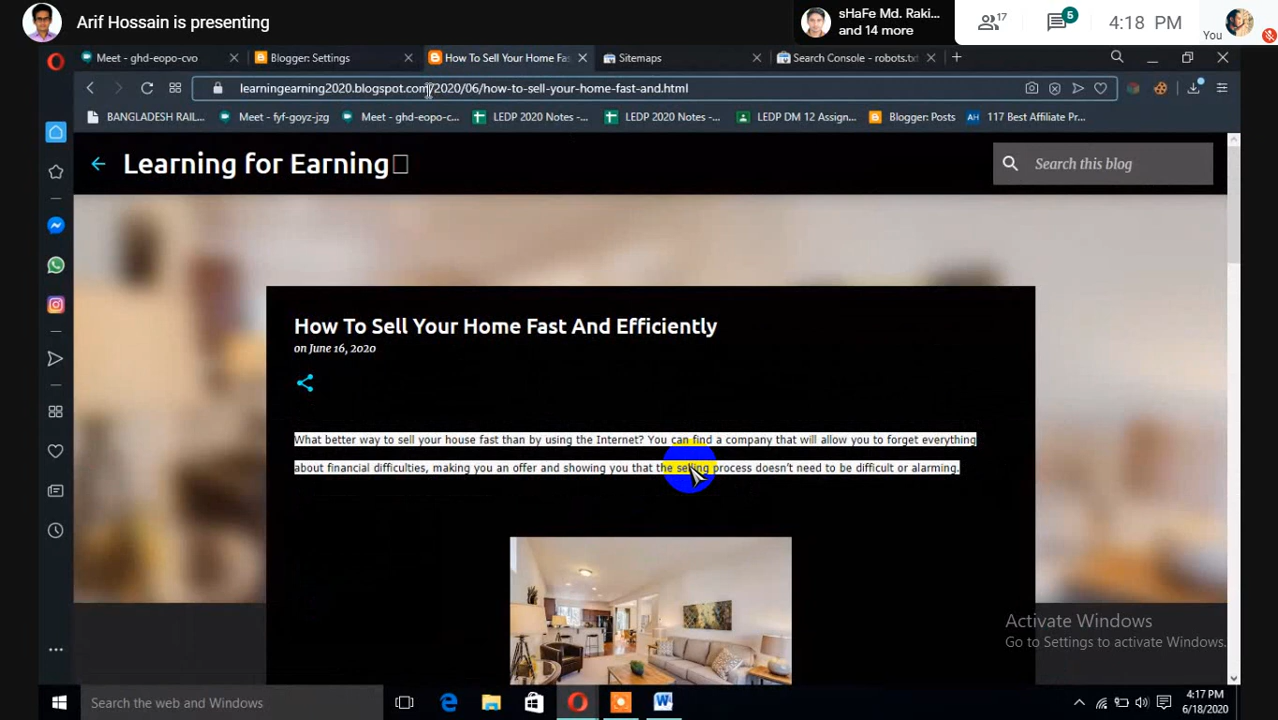 Arif Hossain is presenting
sHaFe Md. Raki...
and 14 more
17
5
4:18 PM
You
Meet - ghd-eopo-cvo
Blogger: Settings
How To Sell Your Home Fas
Sitemaps
Search Console - robots.tx
learningearning2020.blogspot.com/2020/06/how-to-sell-your-home-fast-and.html
BANGLADESH RAIL...
Meet - fyf-goyz-jzg
Meet - ghd-eopo-c...
LEDP 2020 Notes -...
LEDP 2020 Notes -...
LEDP DM 12 Assign...
Blogger: Posts
AH 117 Best Affiliate Pr...
Learning for Earning
Search this blog
How To Sell Your Home Fast And Efficiently
on June 16, 2020
What better way to sell your house fast than by using the Internet? You can find a company that will allow you to forget everything
about financial difficulties, making you an offer and showing you that the selling process doesn't need to be difficult or alarming.
Activate Windows
Go to Settings to activate Windows.
Search the web and Windows
4:17 PM
6/18/2020